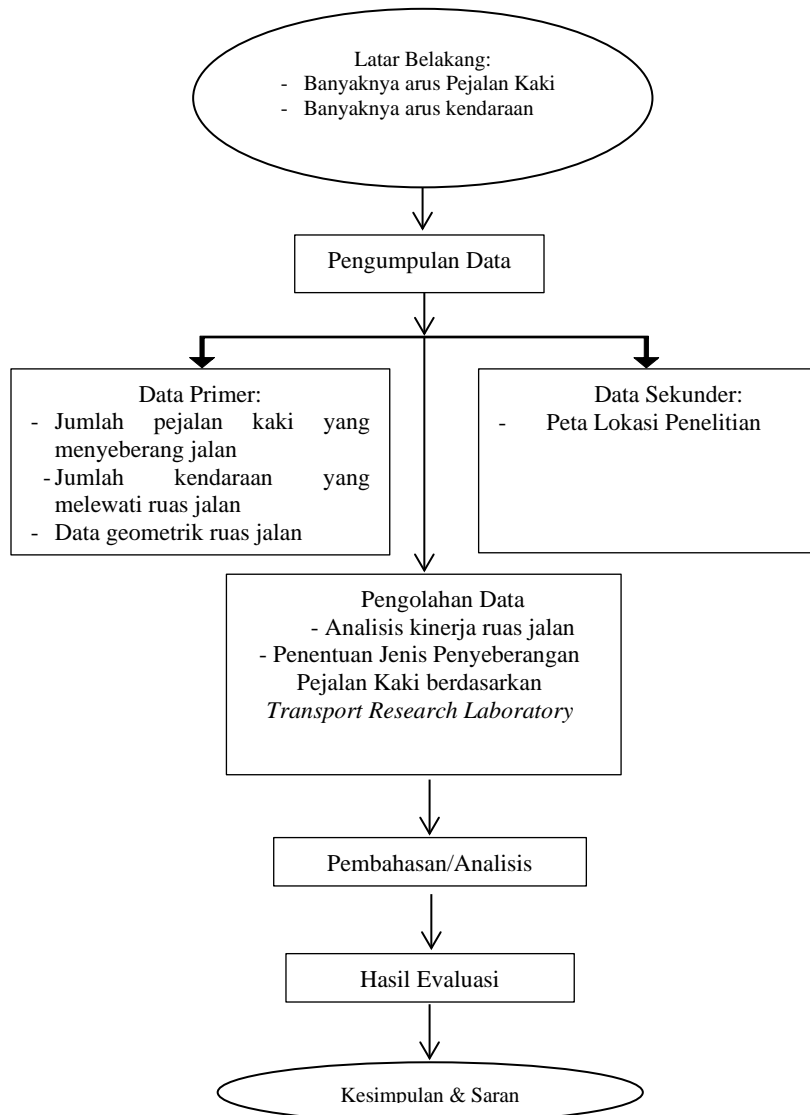 Latar Belakang:
- Banyaknya arus Pejalan Kaki
- Banyaknya arus kendaraan
Pengumpulan Data
Data Primer:
- Jumlah pejalan kaki yang
menyeberang jalan
- Jumlah kendaraan yang
melewati ruas jalan
- Data geometrik ruas jalan
Data Sekunder:
- Peta Lokasi Penelitian
Pengolahan Data
- Analisis kinerja ruas jalan
- Penentuan Jenis Penyeberangan
Pejalan Kaki berdasarkan
Transport Research Laboratory
Pembahasan/Analisis
Hasil Evaluasi
Kesimpulan & Saran